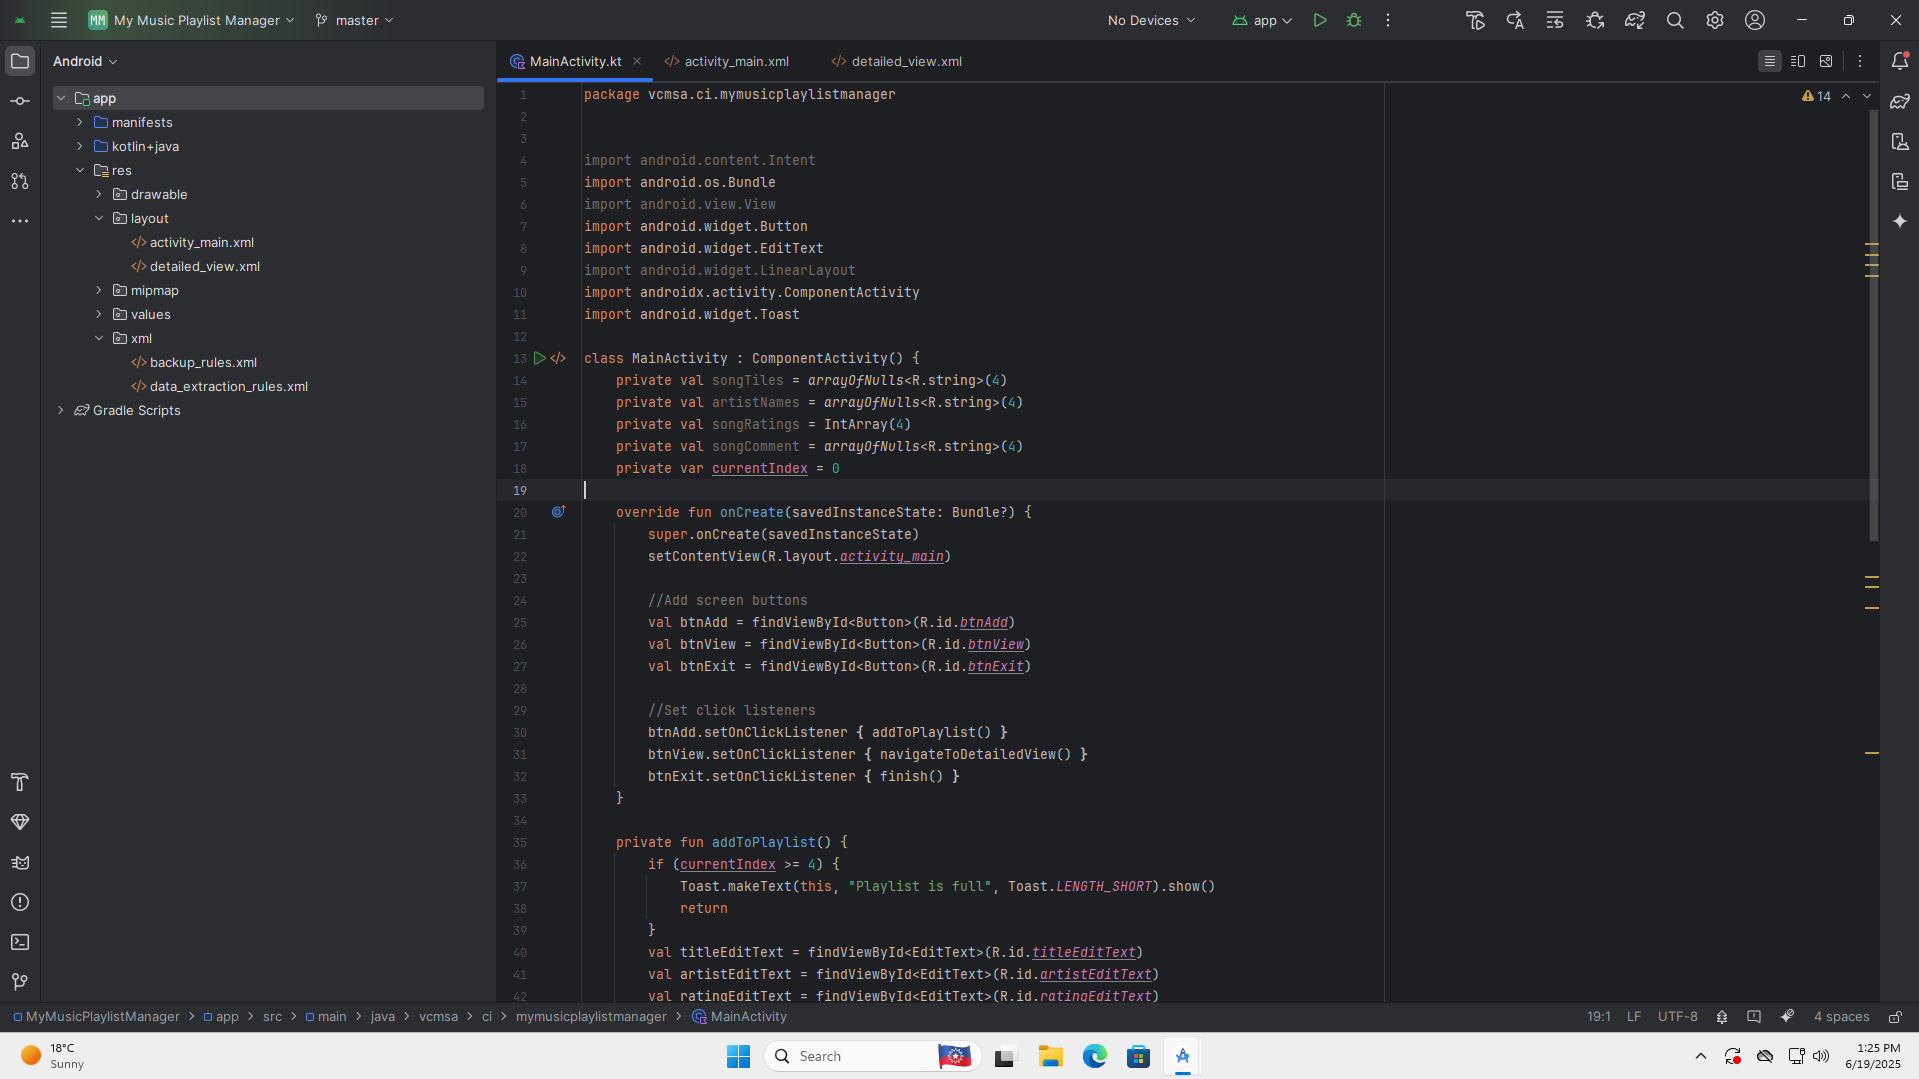 MM My Music Playlist Manager master No Devices app
Android
app
manifests
kotlin+java
res
drawable
layout
activity_main.xml
detailed_view.xml
mipmap
values
xml
backup_rules.xml
data_extraction_rules.xml
Gradle Scripts
MainActivity.kt activity_main.xml detailed_view.xml
14
1 package vcmsa.ci.mymusicplaylistmanager
2
3
4 import android.content.Intent
5 import android.os.Bundle
6 import android.view.View
7 import android.widget.Button
8 import android.widget.EditText
9 import android.widget.LinearLayout
10 import androidx.activity.ComponentActivity
11 import android.widget.Toast
12
13 class MainActivity : ComponentActivity() {
14 private val songTiles = arrayOfNulls<R.string>(4)
15 private val artistNames = arrayOfNulls<R.string>(4)
16 private val songRatings = IntArray(4)
17 private val songComment = arrayOfNulls<R.string>(4)
18 private var currentIndex = 0
19
20 override fun onCreate(savedInstanceState: Bundle?) {
21 super.onCreate(savedInstanceState)
22 setContentView(R.layout.activity_main)
23
24 //Add screen buttons
25 val btnAdd = findViewById<Button>(R.id.btnAdd)
26 val btnView = findViewById<Button>(R.id.btnView)
27 val btnExit = findViewById<Button>(R.id.btnExit)
28
29 //Set click listeners
30 btnAdd.setOnClickListener { addToPlaylist() }
31 btnView.setOnClickListener { navigateToDetailedView() }
32 btnExit.setOnClickListener { finish() }
33 }
34
35 private fun addToPlaylist() {
36 if (currentIndex >= 4) {
37 Toast.makeText(this, "Playlist is full", Toast.LENGTH_SHORT).show()
38 return
39 }
40 val titleEditText = findViewById<EditText>(R.id.titleEditText)
41 val artistEditText = findViewById<EditText>(R.id.artistEditText)
42 val ratingEditText = findViewById<EditText>(R.id.ratingEditText)
MyMusicPlaylistManager > app > src > main > java > vcmsa > ci > mymusicplaylistmanager > MainActivity 19:1 LF UTF-8 4 spaces
18°C
Sunny
Search
1:25 PM
6/19/2025